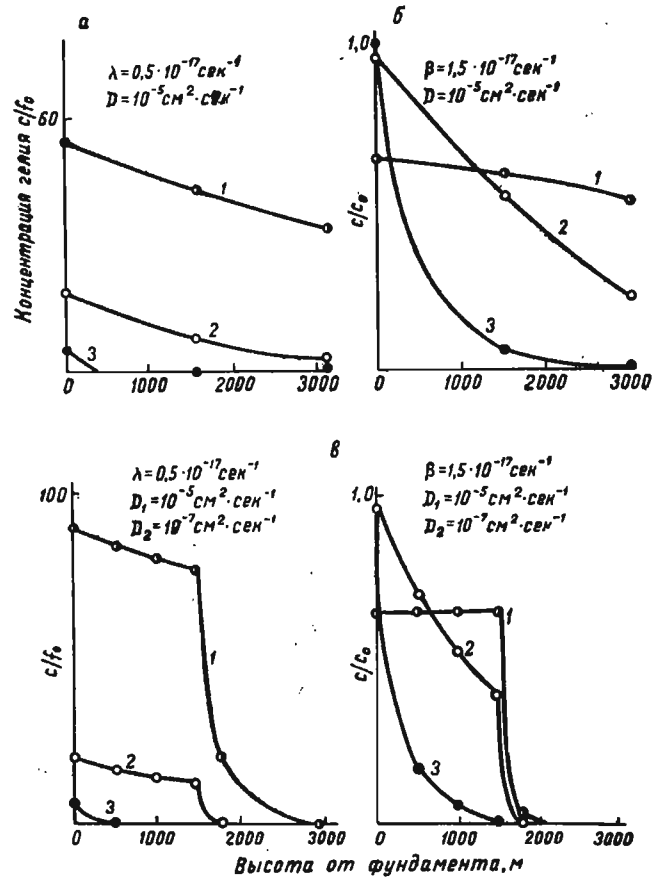 а
λ = 0,5·10⁻¹⁷ сек⁻¹
D = 10⁻⁵ см²·сек⁻¹
Концентрация гелия c/f₀
60
1
2
3
0 1000 2000 3000
б
1,0
β = 1,5·10⁻¹⁷ сек⁻¹
D = 10⁻⁵ см²·сек⁻¹
c/c₀
1
2
3
0 1000 2000 3000
в
λ = 0,5·10⁻¹⁷ сек⁻¹
D₁ = 10⁻⁵ см²·сек⁻¹
D₂ = 10⁻⁷ см²·сек⁻¹
100
c/f₀
1
2
3
0 1000 2000 3000
β = 1,5·10⁻¹⁷ сек⁻¹
D₁ = 10⁻⁵ см²·сек⁻¹
D₂ = 10⁻⁷ см²·сек⁻¹
1,0
c/c₀
1
2
3
0 1000 2000 3000
Высота от фундамента, м